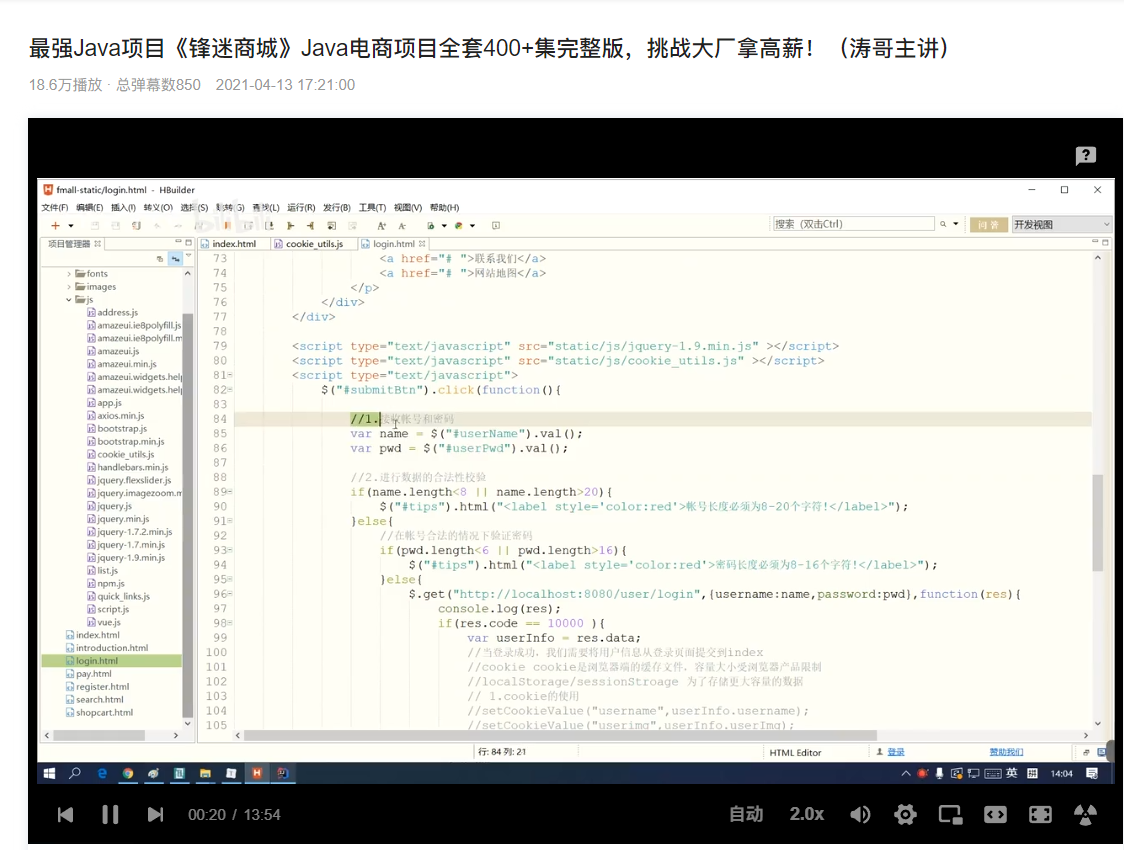 最强Java项目《锋迷商城》Java电商项目全套400+集完整版，挑战大厂拿高薪！（涛哥主讲）
18.6万播放 · 总弹幕数850 2021-04-13 17:21:00
fmall-static/login.html - HBuilder
文件(F) 编辑(E) 插入(I) 转义(O) 选择(S) 跳转(G) 查找(L) 运行(R) 发行(B) 工具(T) 视图(V) 帮助(H)
搜索 (双击Ctrl) 问答 开发视图
项目管理器 index.html cookie_utils.js login.html
fonts
images
js
address.js
amazeui.ie8polyfill.js
amazeui.ie8polyfill.m
amazeui.js
amazeui.min.js
amazeui.widgets.help
amazeui.widgets.help
app.js
axios.min.js
bootstrap.js
bootstrap.min.js
cookie_utils.js
handlebars.min.js
jquery.flexslider.js
jquery.imagezoom.m
jquery.js
jquery.min.js
jquery-1.7.2.min.js
jquery-1.7.min.js
jquery-1.9.min.js
list.js
npm.js
quick_links.js
script.js
vue.js
index.html
introduction.html
login.html
pay.html
register.html
search.html
shopcart.html
73 <a href="# ">联系我们</a>
74 <a href="# ">网站地图</a>
75 </p>
76 </div>
77 </div>
78
79 <script type="text/javascript" src="static/js/jquery-1.9.min.js" ></script>
80 <script type="text/javascript" src="static/js/cookie_utils.js" ></script>
81 <script type="text/javascript">
82 $("#submitBtn").click(function(){
83
84 //1.接收帐号和密码
85 var name = $("#userName").val();
86 var pwd = $("#userPwd").val();
87
88 //2.进行数据的合法性校验
89 if(name.length<8 || name.length>20){
90 $("#tips").html("<label style='color:red'>帐号长度必须为8-20个字符!</label>");
91 }else{
92 //在帐号合法的情况下验证密码
93 if(pwd.length<6 || pwd.length>16){
94 $("#tips").html("<label style='color:red'>密码长度必须为8-16个字符!</label>");
95 }else{
96 $.get("http://localhost:8080/user/login",{username:name,password:pwd},function(res){
97 console.log(res);
98 if(res.code == 10000 ){
99 var userInfo = res.data;
100 //当登录成功，我们需要将用户信息从登录页面提交到index
101 //cookie cookie是浏览器端的缓存文件，容量大小受浏览器产品限制
102 //localStorage/sessionStroage 为了存储更大容量的数据
103 // 1.cookie的使用
104 //setCookieValue("username",userInfo.username);
105 //setCookieValue("userimg",userInfo.userImg);
行: 84 列: 21 HTML Editor 登录 赞助我们
英 14:04
00:20 / 13:54 自动 2.0x